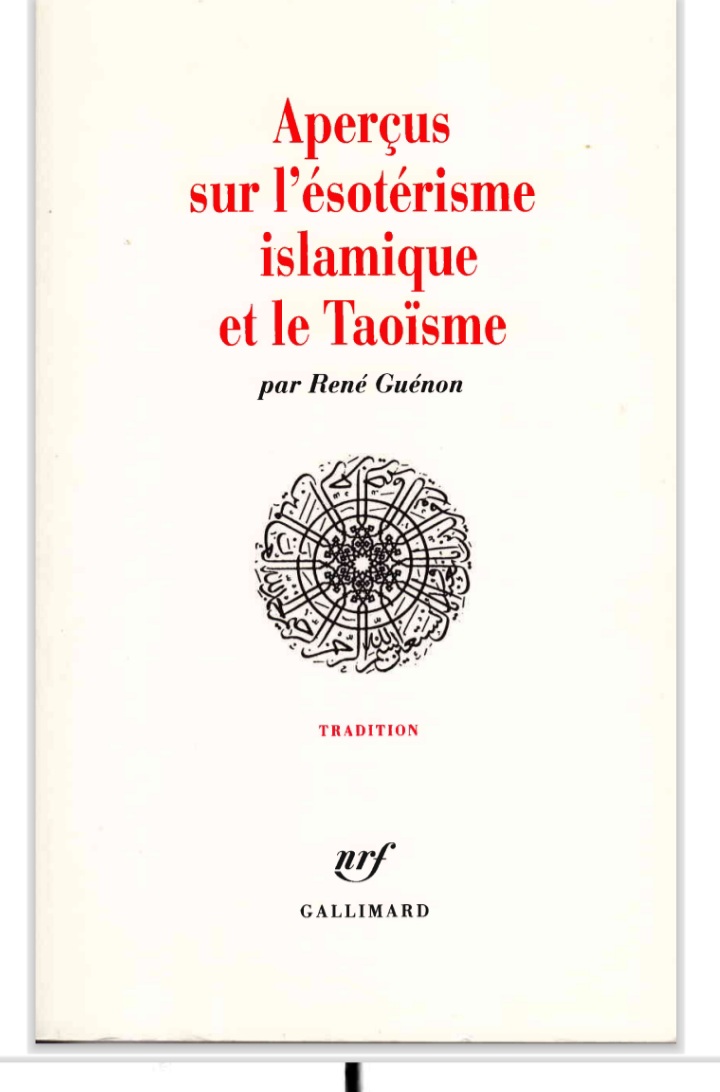 Aperçus
sur l'ésotérisme
islamique
et le Taoïsme
par René Guénon
TRADITION
nrf
GALLIMARD